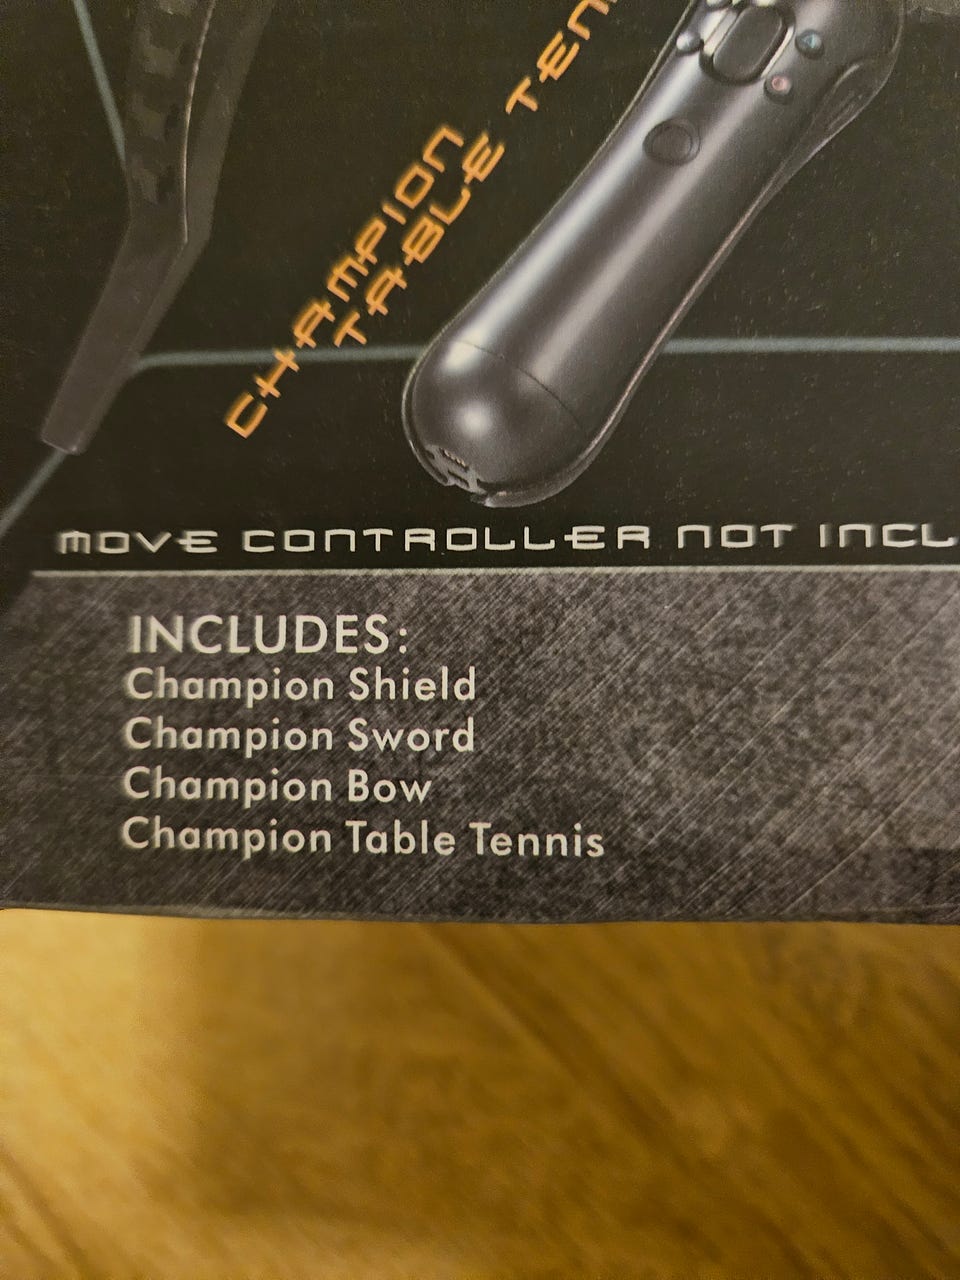 CHAMPION
TABLE TEN
MOVE CONTROLLER NOT INCL
INCLUDES:
Champion Shield
Champion Sword
Champion Bow
Champion Table Tennis